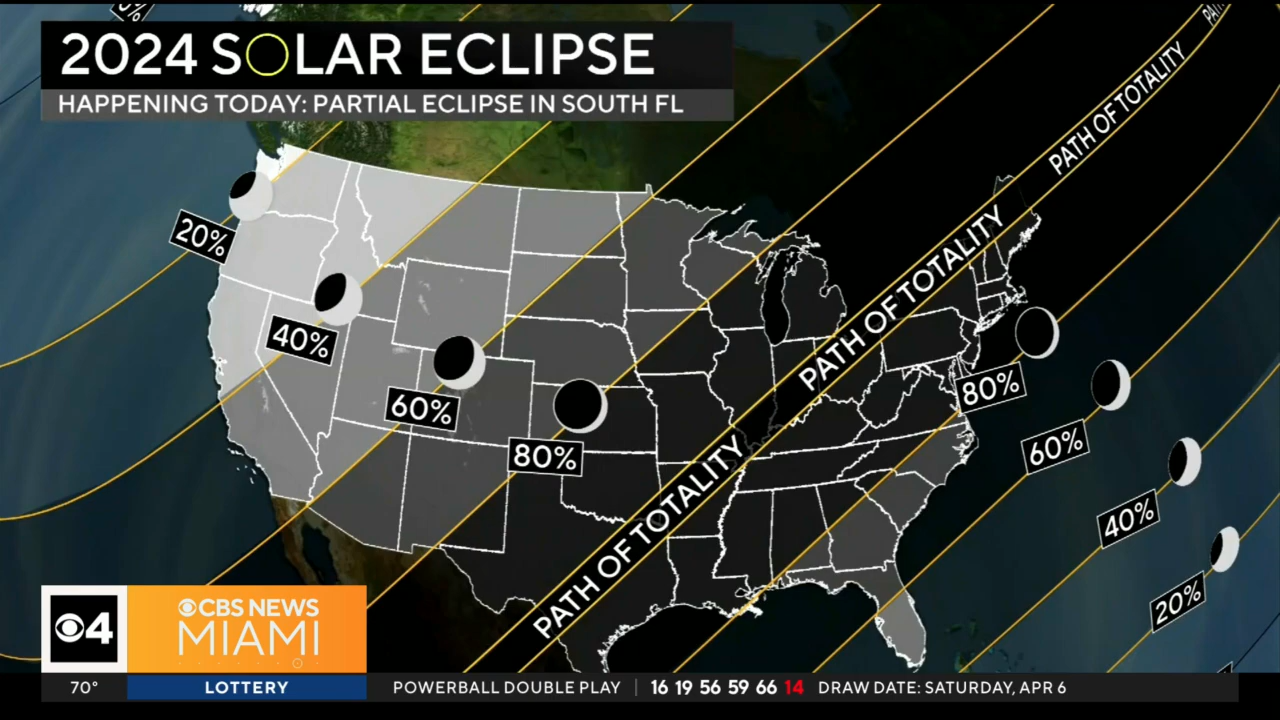 2024 SOLAR ECLIPSE
HAPPENING TODAY: PARTIAL ECLIPSE IN SOUTH FL
PATH OF TOTALITY
PATH OF TOTALITY
PATH OF TOTALITY
20%
40%
60%
80%
80%
60%
40%
20%
4
CBS NEWS
MIAMI
70°
LOTTERY
POWERBALL DOUBLE PLAY | 16 19 56 59 66 14 DRAW DATE: SATURDAY, APR 6